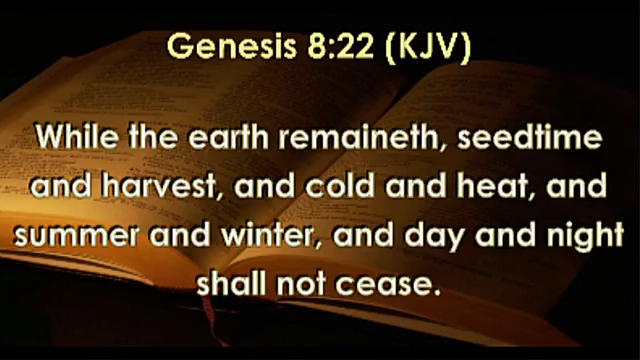 Genesis 8:22 (KJV)
While the earth remaineth, seedtime
and harvest, and cold and heat, and
summer and winter, and day and night
shall not cease.